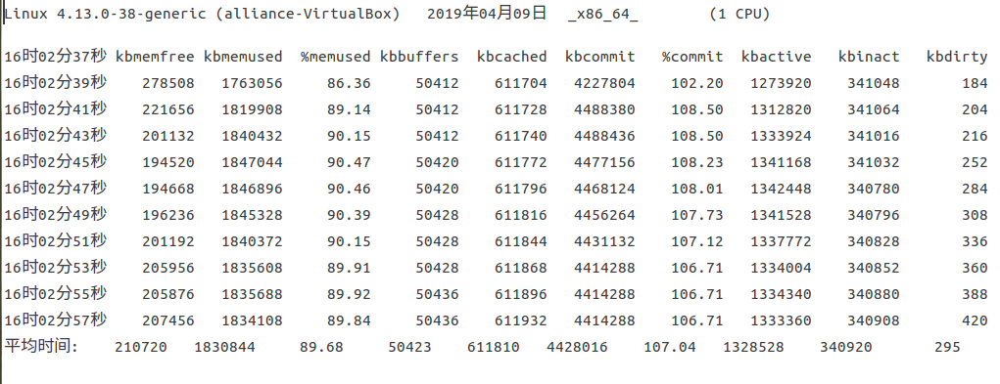 Linux 4.13.0-38-generic (alliance-VirtualBox) 2019年04月09日 _x86_64_ (1 CPU)
16时02分37秒 kbmemfree kbmemused %memused kbbuffers kbcached kbcommit %commit kbactive kbinact kbdirty
16时02分39秒 278508 1763056 86.36 50412 611704 4227804 102.20 1273920 341048 184
16时02分41秒 221656 1819908 89.14 50412 611728 4488380 108.50 1312820 341064 204
16时02分43秒 201132 1840432 90.15 50412 611740 4488436 108.50 1333924 341016 216
16时02分45秒 194520 1847044 90.47 50420 611772 4477156 108.23 1341168 341032 252
16时02分47秒 194668 1846896 90.46 50420 611796 4468124 108.01 1342448 340780 284
16时02分49秒 196236 1845328 90.39 50428 611816 4456264 107.73 1341528 340796 308
16时02分51秒 201192 1840372 90.15 50428 611844 4431132 107.12 1337772 340828 336
16时02分53秒 205956 1835608 89.91 50428 611868 4414288 106.71 1334004 340852 360
16时02分55秒 205876 1835688 89.92 50436 611896 4414288 106.71 1334340 340880 388
16时02分57秒 207456 1834108 89.84 50436 611932 4414288 106.71 1333360 340908 420
平均时间: 210720 1830844 89.68 50423 611810 4428016 107.04 1328528 340920 295